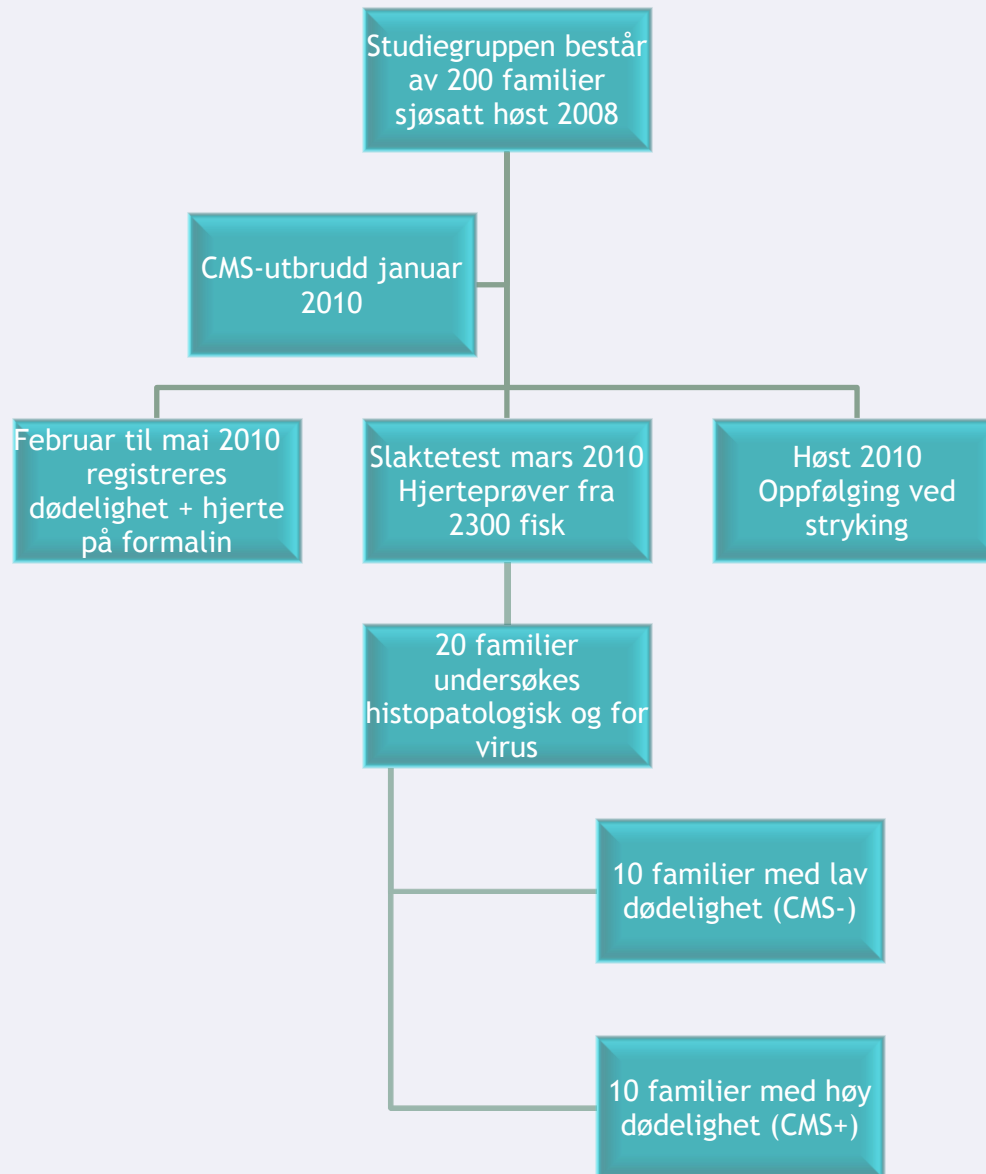 Studiegruppen består
av 200 familier
sjøsatt høst 2008
CMS-utbrudd januar
2010
Februar til mai 2010
registreres
dødelighet + hjerte
på formalin
Slaktetest mars 2010
Hjerteprøver fra
2300 fisk
Høst 2010
Oppfølging ved
stryking
20 familier
undersøkes
histopatologisk og for
virus
10 familier med lav
dødelighet (CMS-)
10 familier med høy
dødelighet (CMS+)